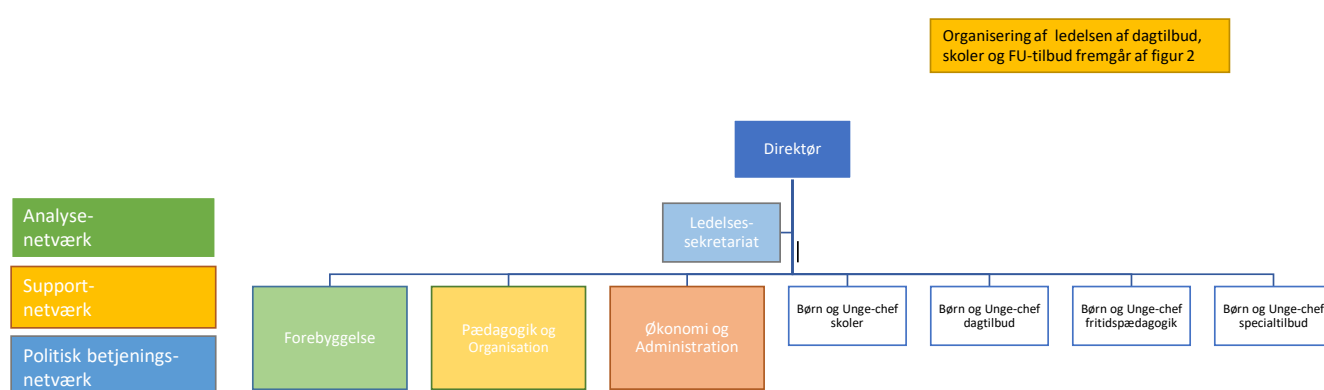 Organisering af ledelsen af dagtilbud,
skoler og FU-tilbud fremgår af figur 2
Direktør
Ledelses-
sekretariat
Analyse-
netværk
Support-
netværk
Politisk betjenings-
netværk
Forebyggelse
Pædagogik og
Organisation
Økonomi og
Administration
Børn og Unge-chef
skoler
Børn og Unge-chef
dagtilbud
Børn og Unge-chef
fritidspædagogik
Børn og Unge-chef
specialtilbud